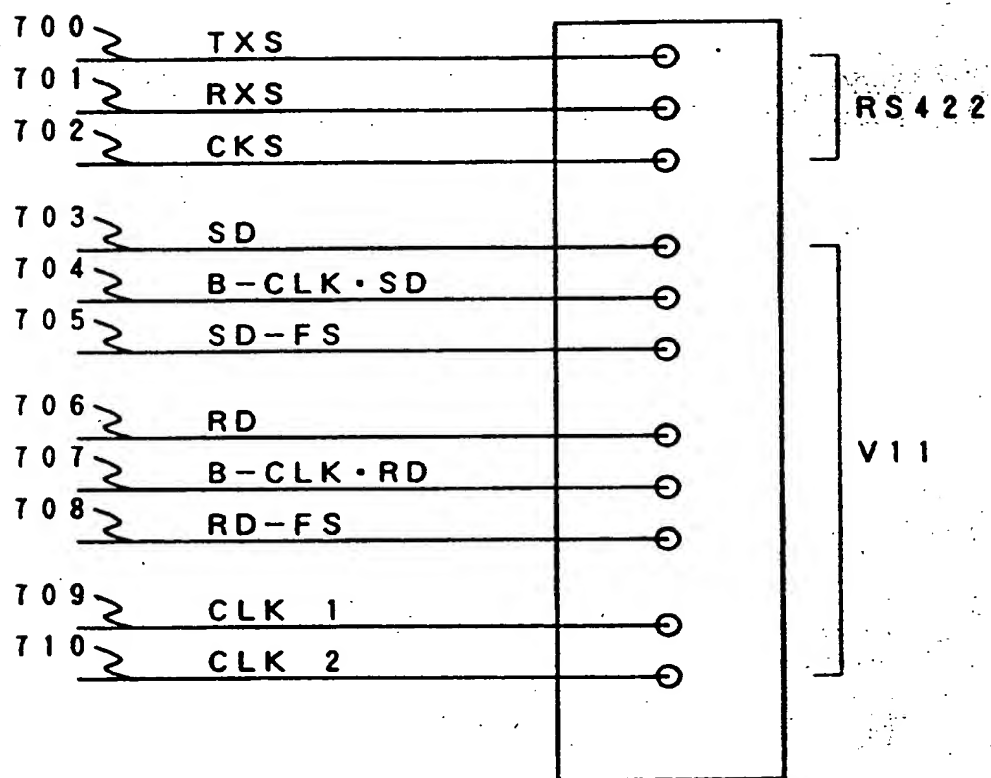 700 TXS
701 RXS
702 CKS
RS422
703 SD
704 B-CLK・SD
705 SD-FS
706 RD
707 B-CLK・RD
708 RD-FS
V11
709 CLK 1
710 CLK 2